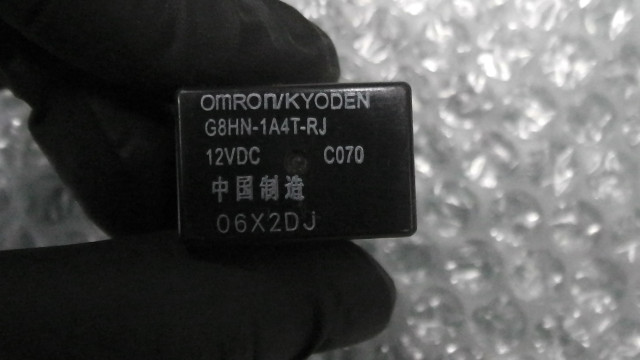 OMRON/KYODEN
G8HN-1A4T-RJ
12VDC C070
中国制造
06X2DJ